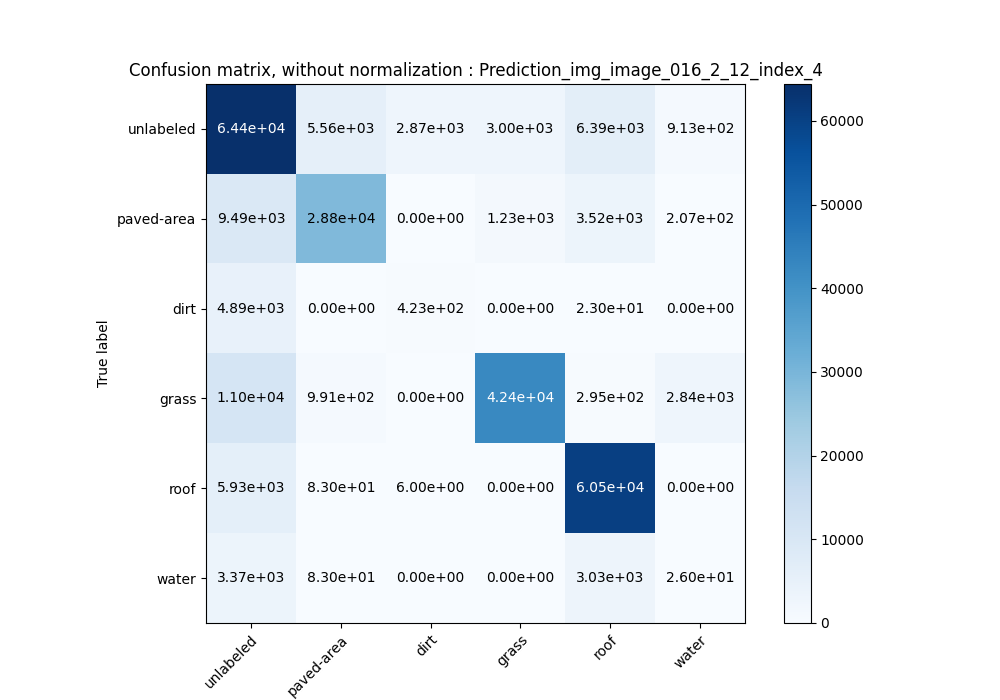 Confusion matrix, without normalization : Prediction_img_image_016_2_12_index_4
unlabeled 6.44e+04 5.56e+03 2.87e+03 3.00e+03 6.39e+03 9.13e+02
paved-area 9.49e+03 2.88e+04 0.00e+00 1.23e+03 3.52e+03 2.07e+02
dirt 4.89e+03 0.00e+00 4.23e+02 0.00e+00 2.30e+01 0.00e+00
grass 1.10e+04 9.91e+02 0.00e+00 4.24e+04 2.95e+02 2.84e+03
roof 5.93e+03 8.30e+01 6.00e+00 0.00e+00 6.05e+04 0.00e+00
water 3.37e+03 8.30e+01 0.00e+00 0.00e+00 3.03e+03 2.60e+01
True label
unlabeled paved-area dirt grass roof water
60000
50000
40000
30000
20000
10000
0